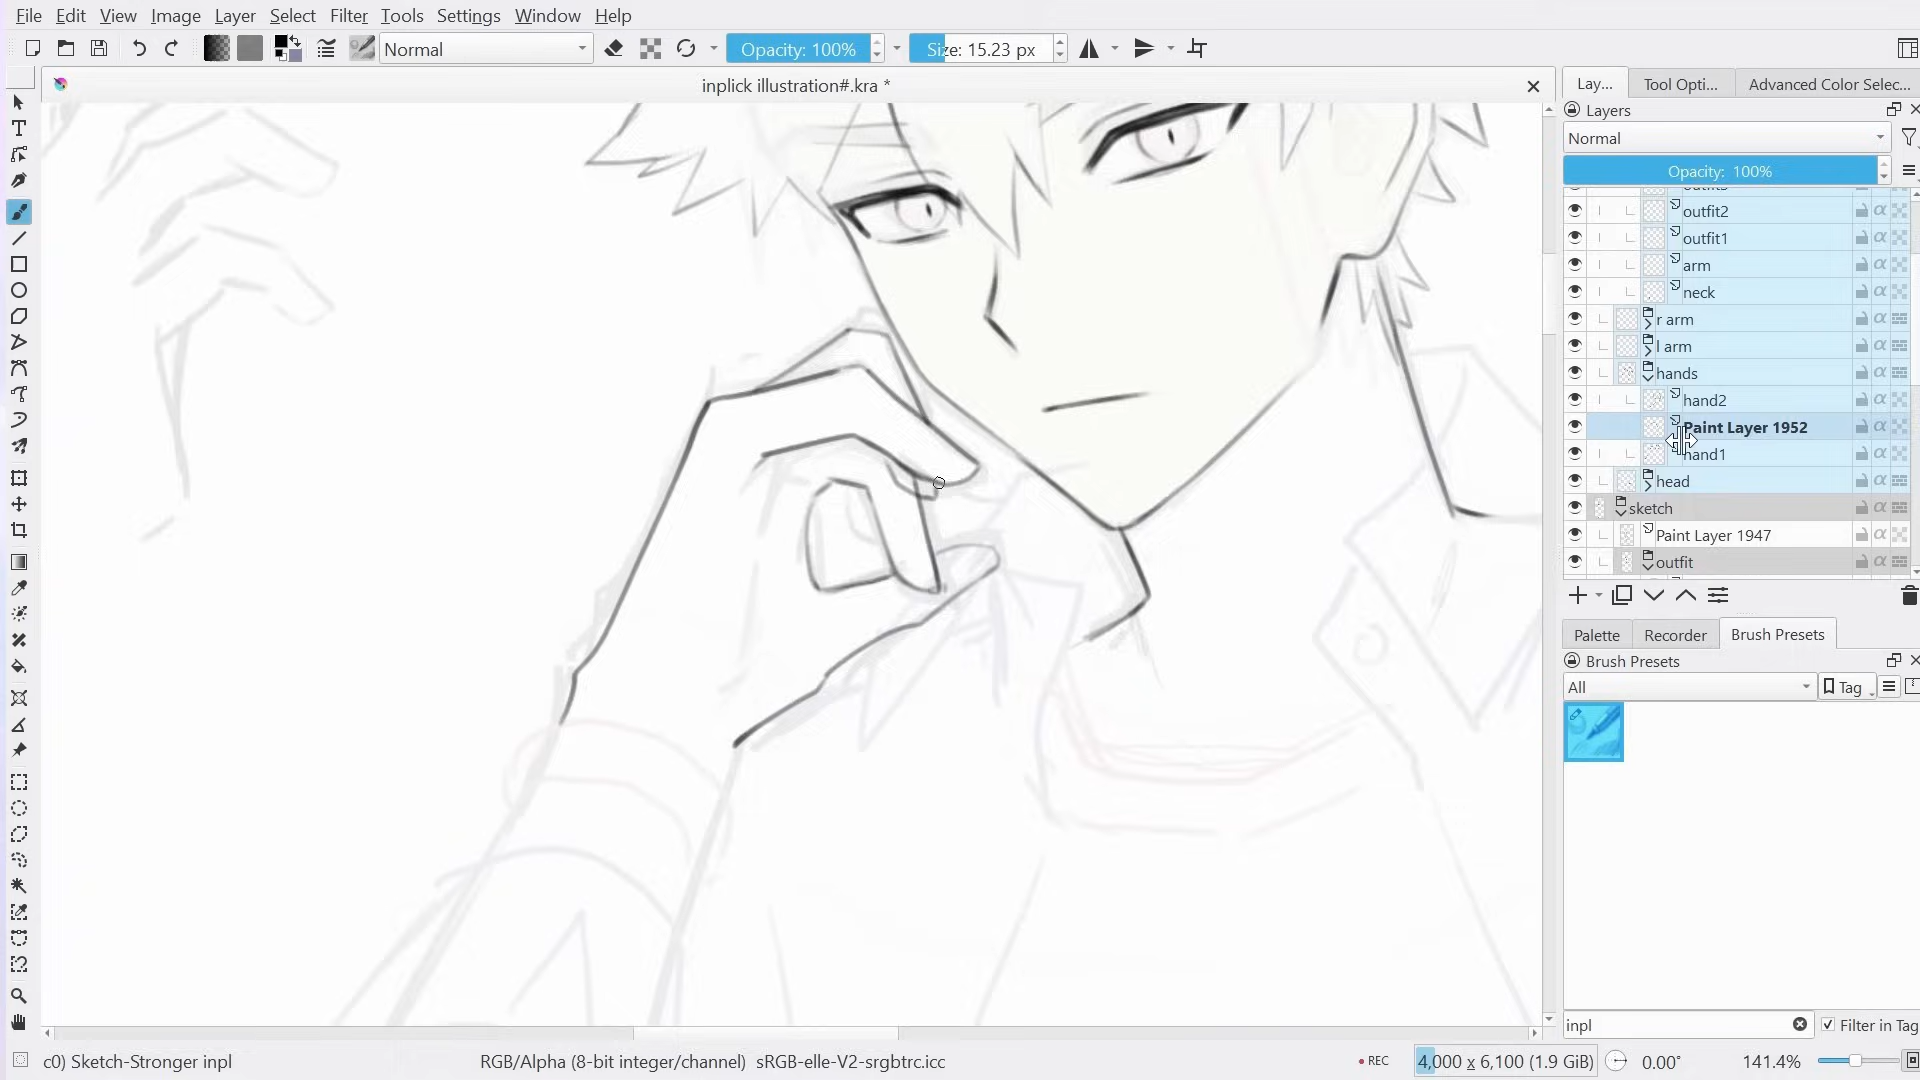 File Edit View Image Layer Select Filter Tools Settings Window Help
Normal Opacity: 100% Size: 15.23 px
inplick illustration#.kra *
Lay... Tool Opti... Advanced Color Selec...
Layers
Normal
Opacity: 100%
outfit2
outfit1
arm
neck
r arm
l arm
hands
hand2
Paint Layer 1952
hand1
head
sketch
Paint Layer 1947
outfit
Palette Recorder Brush Presets
Brush Presets
All Tag
inpl Filter in Tag
c0) Sketch-Stronger inpl RGB/Alpha (8-bit integer/channel) sRGB-elle-V2-srgbtrc.icc REC 4,000 x 6,100 (1.9 GiB) 0.00° 141.4%